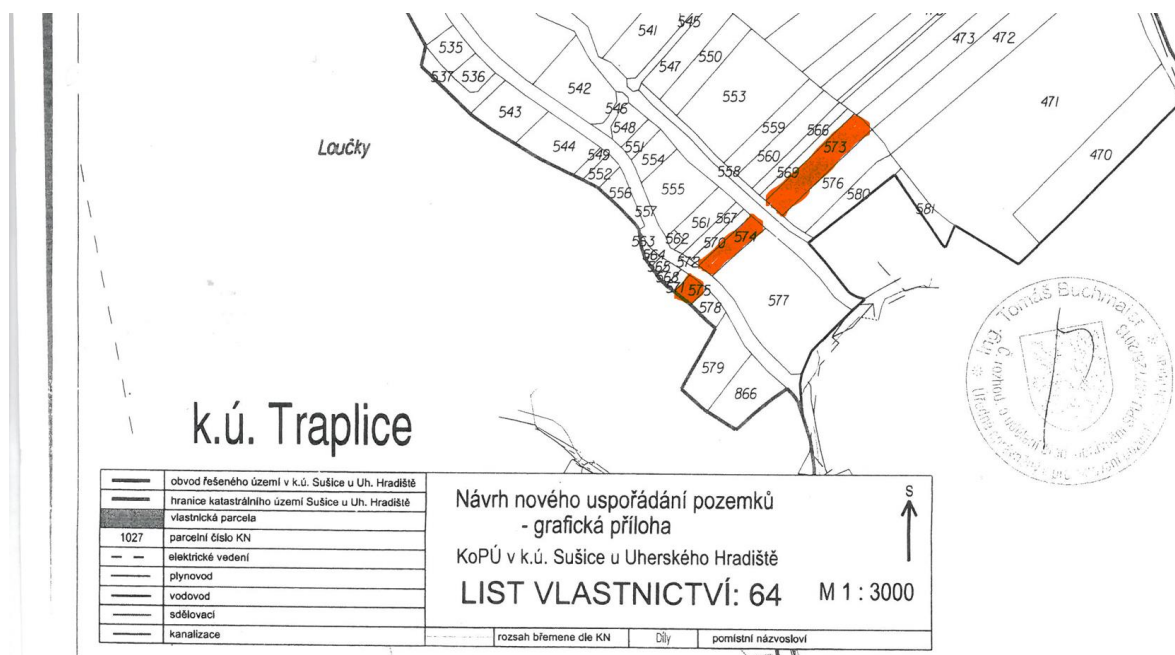 541
545
535
547
550
473
472
537
536
542
553
471
543
546
559
566
548
573
544
551
560
470
549
554
558
569
576
552
555
580
556
581
557
561
567
562
570
574
563
564
572
565
568
571
575
577
578
579
866
Loučky
k.ú. Traplice
Ing. Tomáš Buchmaier
obvod řešeného území v k.ú. Sušice u Uh. Hradiště
hranice katastrálního území Sušice u Uh. Hradiště
vlastnická parcela
1027 parcelní číslo KN
elektrické vedení
plynovod
vodovod
sdělovací
kanalizace
Návrh nového uspořádání pozemků
- grafická příloha
KoPÚ v k.ú. Sušice u Uherského Hradiště
LIST VLASTNICTVÍ: 64 M 1 : 3000
S
rozsah břemene dle KN Díly pomístní názvosloví